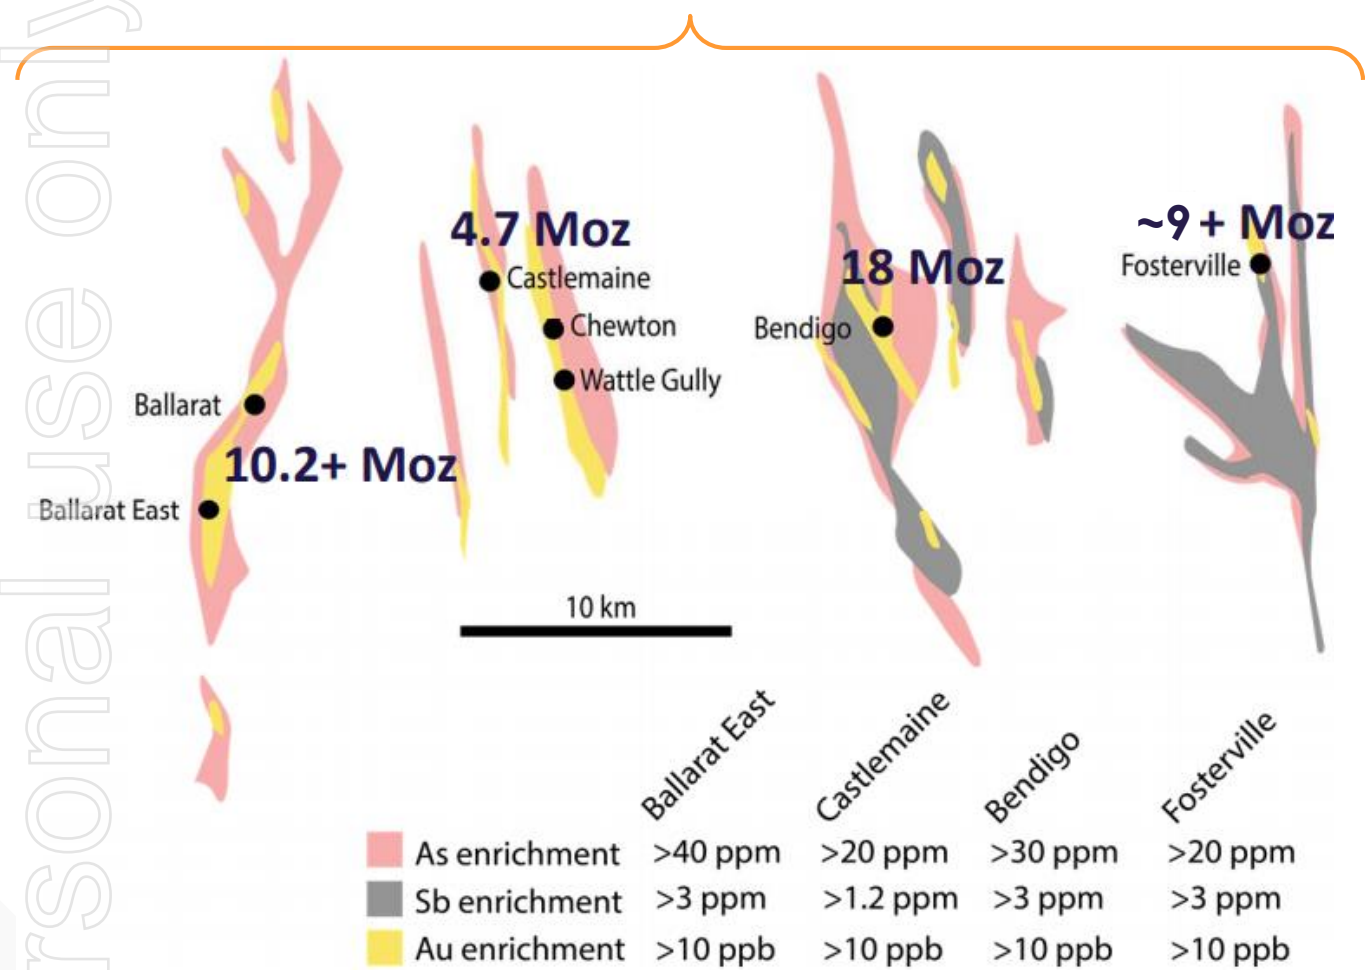 rsonal use only
4.7 Moz
Castlemaine
Chewton
Wattle Gully
18 Moz
Bendigo
~9 + Moz
Fosterville
Ballarat
10.2+ Moz
Ballarat East
10 km
Ballarat East Castlemaine Bendigo Fosterville
As enrichment >40 ppm >20 ppm >30 ppm >20 ppm
Sb enrichment >3 ppm >1.2 ppm >3 ppm >3 ppm
Au enrichment >10 ppb >10 ppb >10 ppb >10 ppb